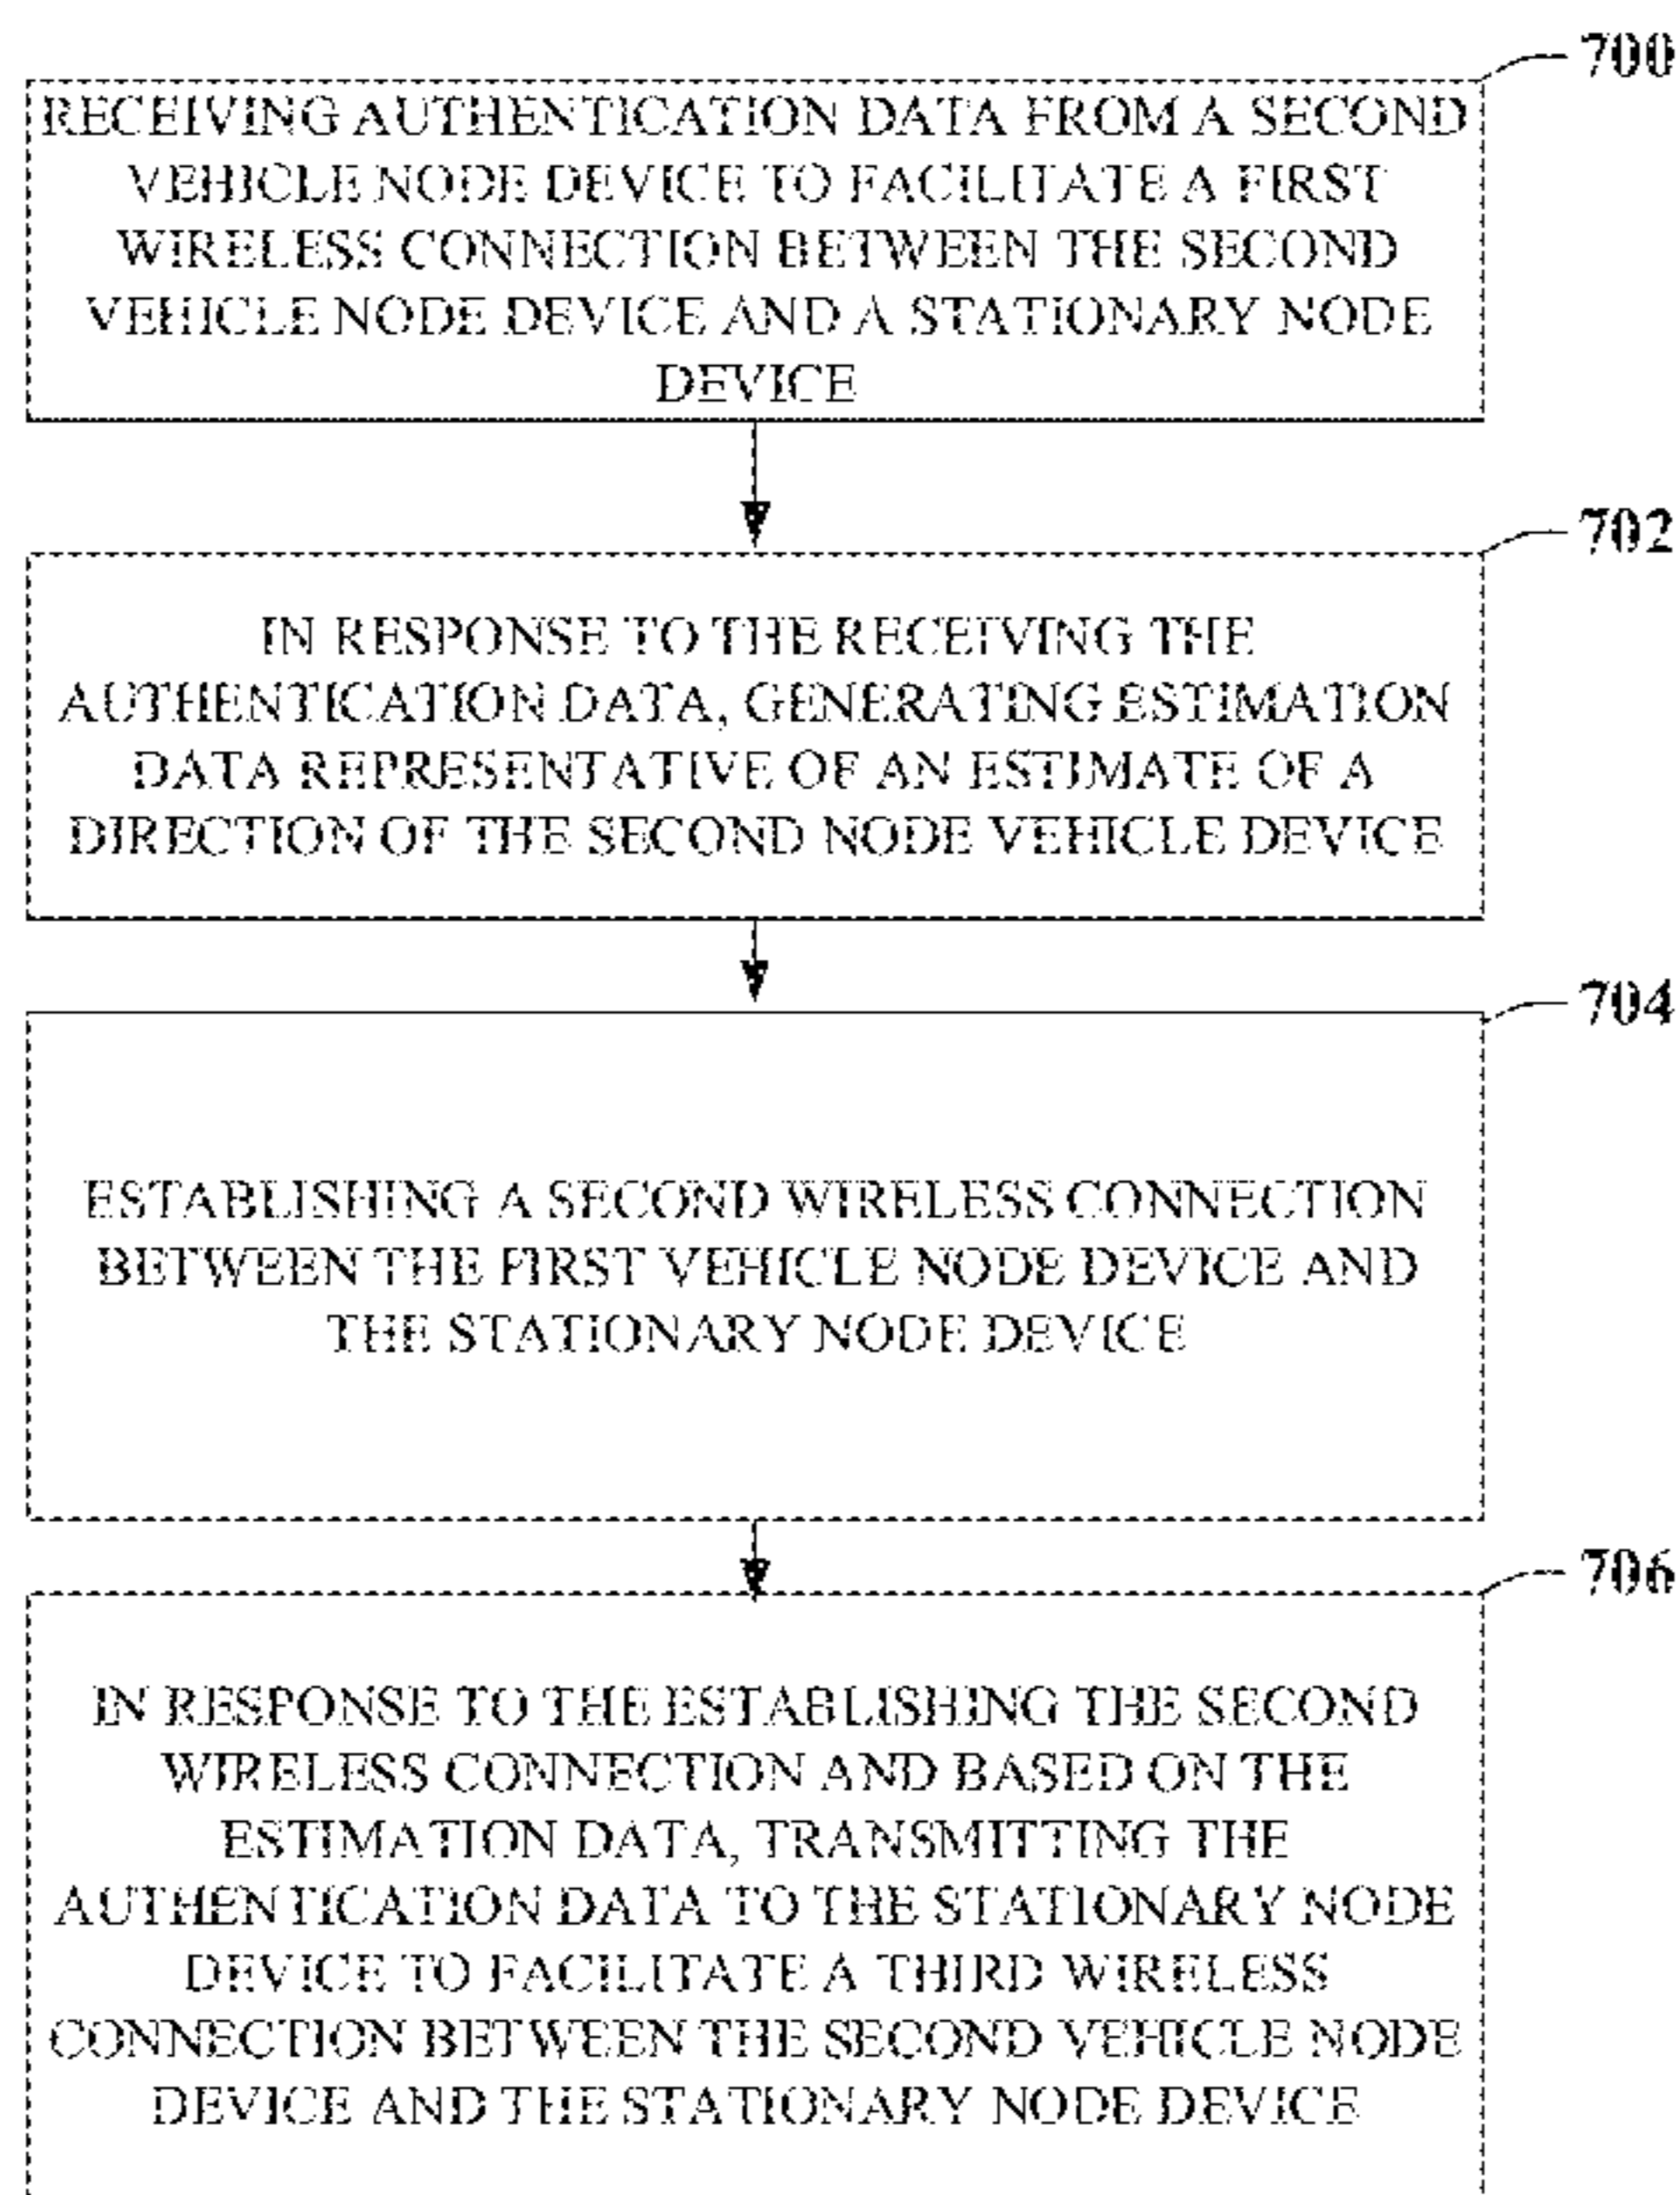 700
RECEIVING AUTHENTICATION DATA FROM A SECOND
VEHICLE NODE DEVICE TO FACILITATE A FIRST
WIRELESS CONNECTION BETWEEN THE SECOND
VEHICLE NODE DEVICE AND A STATIONARY NODE
DEVICE
702
IN RESPONSE TO THE RECEIVING THE
AUTHENTICATION DATA, GENERATING ESTIMATION
DATA REPRESENTATIVE OF AN ESTIMATE OF A
DIRECTION OF THE SECOND NODE VEHICLE DEVICE
704
ESTABLISHING A SECOND WIRELESS CONNECTION
BETWEEN THE FIRST VEHICLE NODE DEVICE AND
THE STATIONARY NODE DEVICE
706
IN RESPONSE TO THE ESTABLISHING THE SECOND
WIRELESS CONNECTION AND BASED ON THE
ESTIMATION DATA, TRANSMITTING THE
AUTHENTICATION DATA TO THE STATIONARY NODE
DEVICE TO FACILITATE A THIRD WIRELESS
CONNECTION BETWEEN THE SECOND VEHICLE NODE
DEVICE AND THE STATIONARY NODE DEVICE